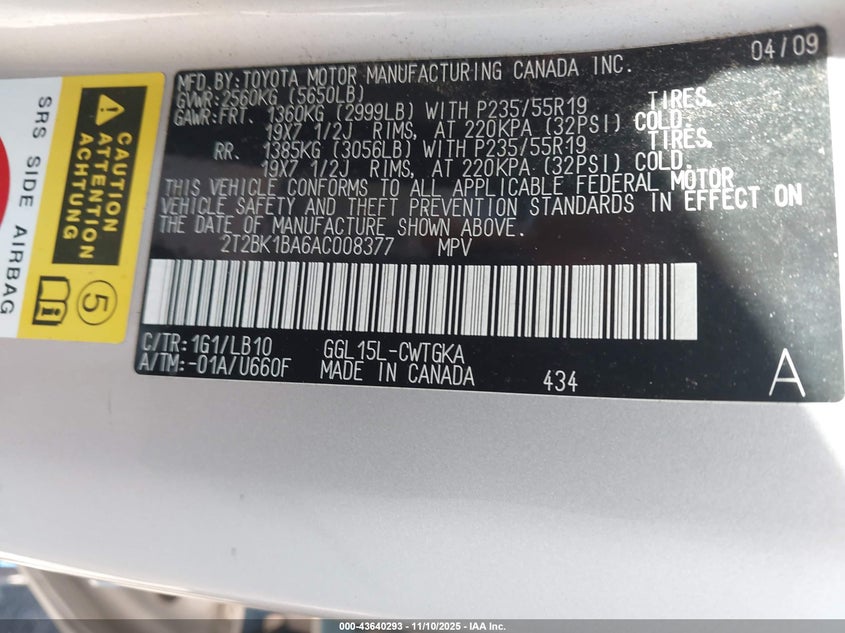 04/09
MFD.BY:TOYOTA MOTOR MANUFACTURING CANADA INC.
GVWR:2560KG (5650LB)
GAWR:FRT. 1360KG (2999LB) WITH P235/55R19 TIRES,
19X7 1/2J RIMS, AT 220KPA (32PSI) COLD.
RR. 1385KG (3056LB) WITH P235/55R19 TIRES,
19X7 1/2J RIMS, AT 220KPA (32PSI) COLD.
THIS VEHICLE CONFORMS TO ALL APPLICABLE FEDERAL MOTOR
VEHICLE SAFETY AND THEFT PREVENTION STANDARDS IN EFFECT ON
THE DATE OF MANUFACTURE SHOWN ABOVE.
2T2BK1BA6AC008377 MPV
C/TR:1G1/LB10 GGL15L-CWTGKA
A/TM:-01A/U660F MADE IN CANADA 434 A
CAUTION
ATTENTION
ACHTUNG
SRS SIDE AIRBAG
5
000-43640293 - 11/10/2025 - IAA Inc.